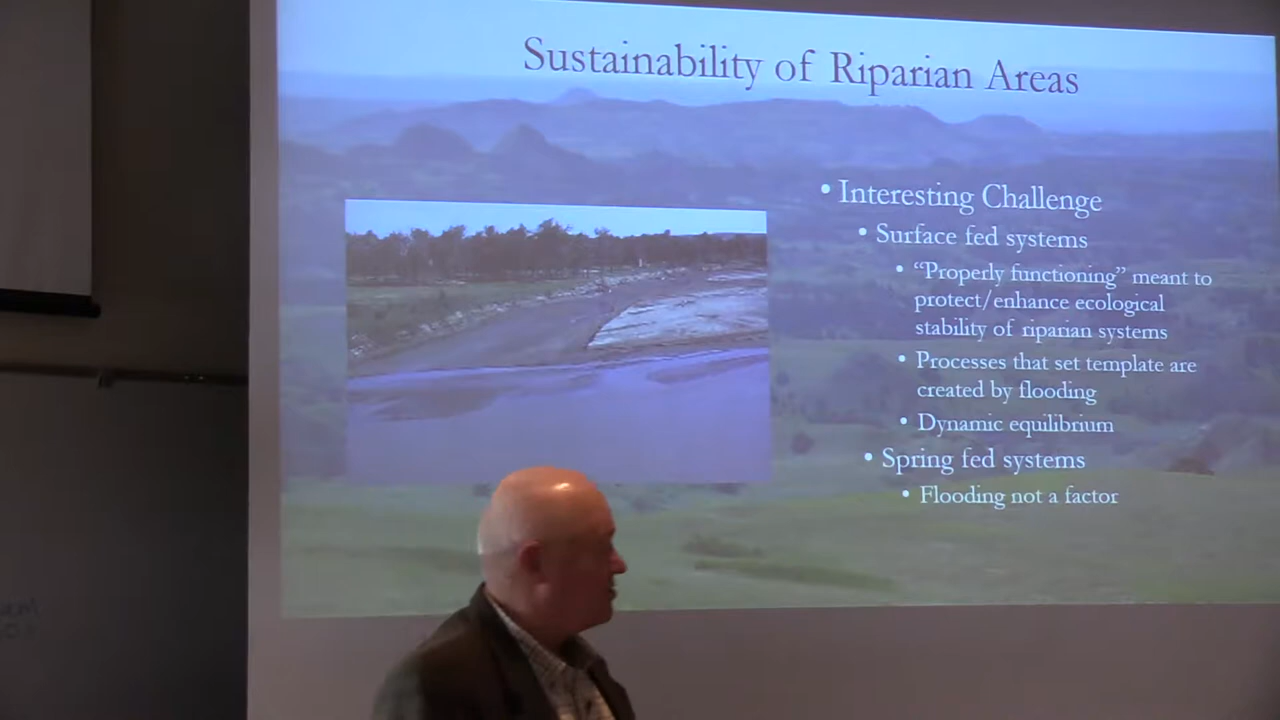 Sustainability of Riparian Areas
• Interesting Challenge
• Surface fed systems
• “Properly functioning” meant to
protect/enhance ecological
stability of riparian systems
• Processes that set template are
created by flooding
• Dynamic equilibrium
• Spring fed systems
• Flooding not a factor